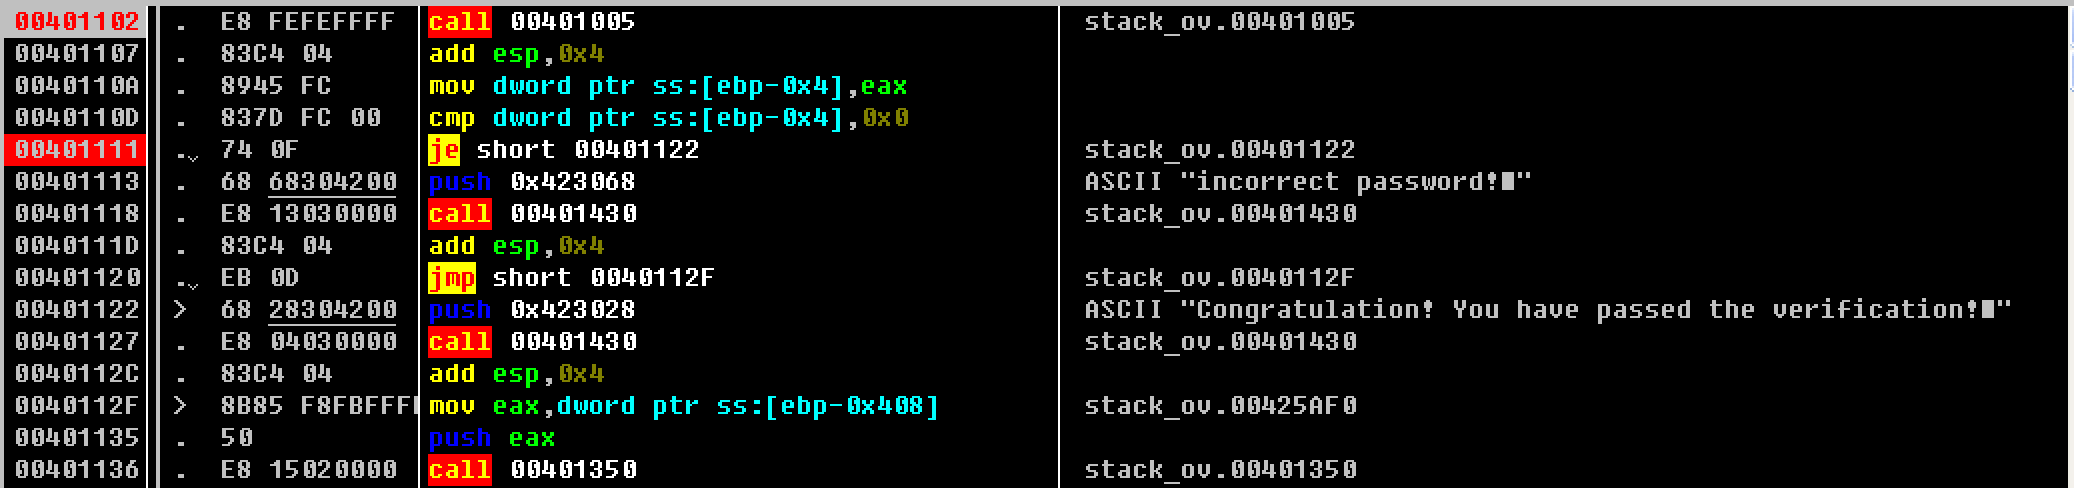 00401102 . E8 FEFEFFFF call 00401005 stack_ov.00401005
00401107 . 83C4 04 add esp,0x4
0040110A . 8945 FC mov dword ptr ss:[ebp-0x4],eax
0040110D . 837D FC 00 cmp dword ptr ss:[ebp-0x4],0x0
00401111 .v 74 0F je short 00401122 stack_ov.00401122
00401113 . 68 68304200 push 0x423068 ASCII "incorrect password!■"
00401118 . E8 13030000 call 00401430 stack_ov.00401430
0040111D . 83C4 04 add esp,0x4
00401120 .v EB 0D jmp short 0040112F stack_ov.0040112F
00401122 > 68 28304200 push 0x423028 ASCII "Congratulation! You have passed the verification!■"
00401127 . E8 04030000 call 00401430 stack_ov.00401430
0040112C . 83C4 04 add esp,0x4
0040112F > 8B85 F8FBFFF mov eax,dword ptr ss:[ebp-0x408] stack_ov.00425AF0
00401135 . 50 push eax
00401136 . E8 15020000 call 00401350 stack_ov.00401350